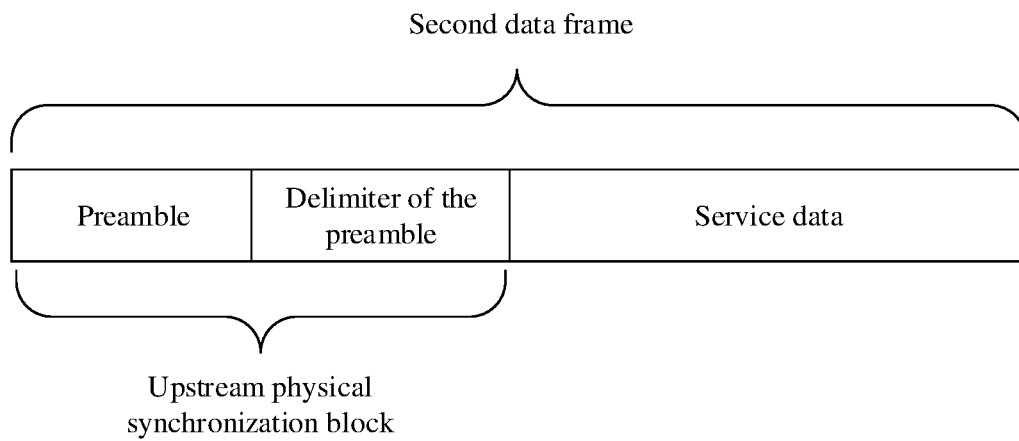 Second data frame
Preamble
Delimiter of the
preamble
Service data
Upstream physical
synchronization block